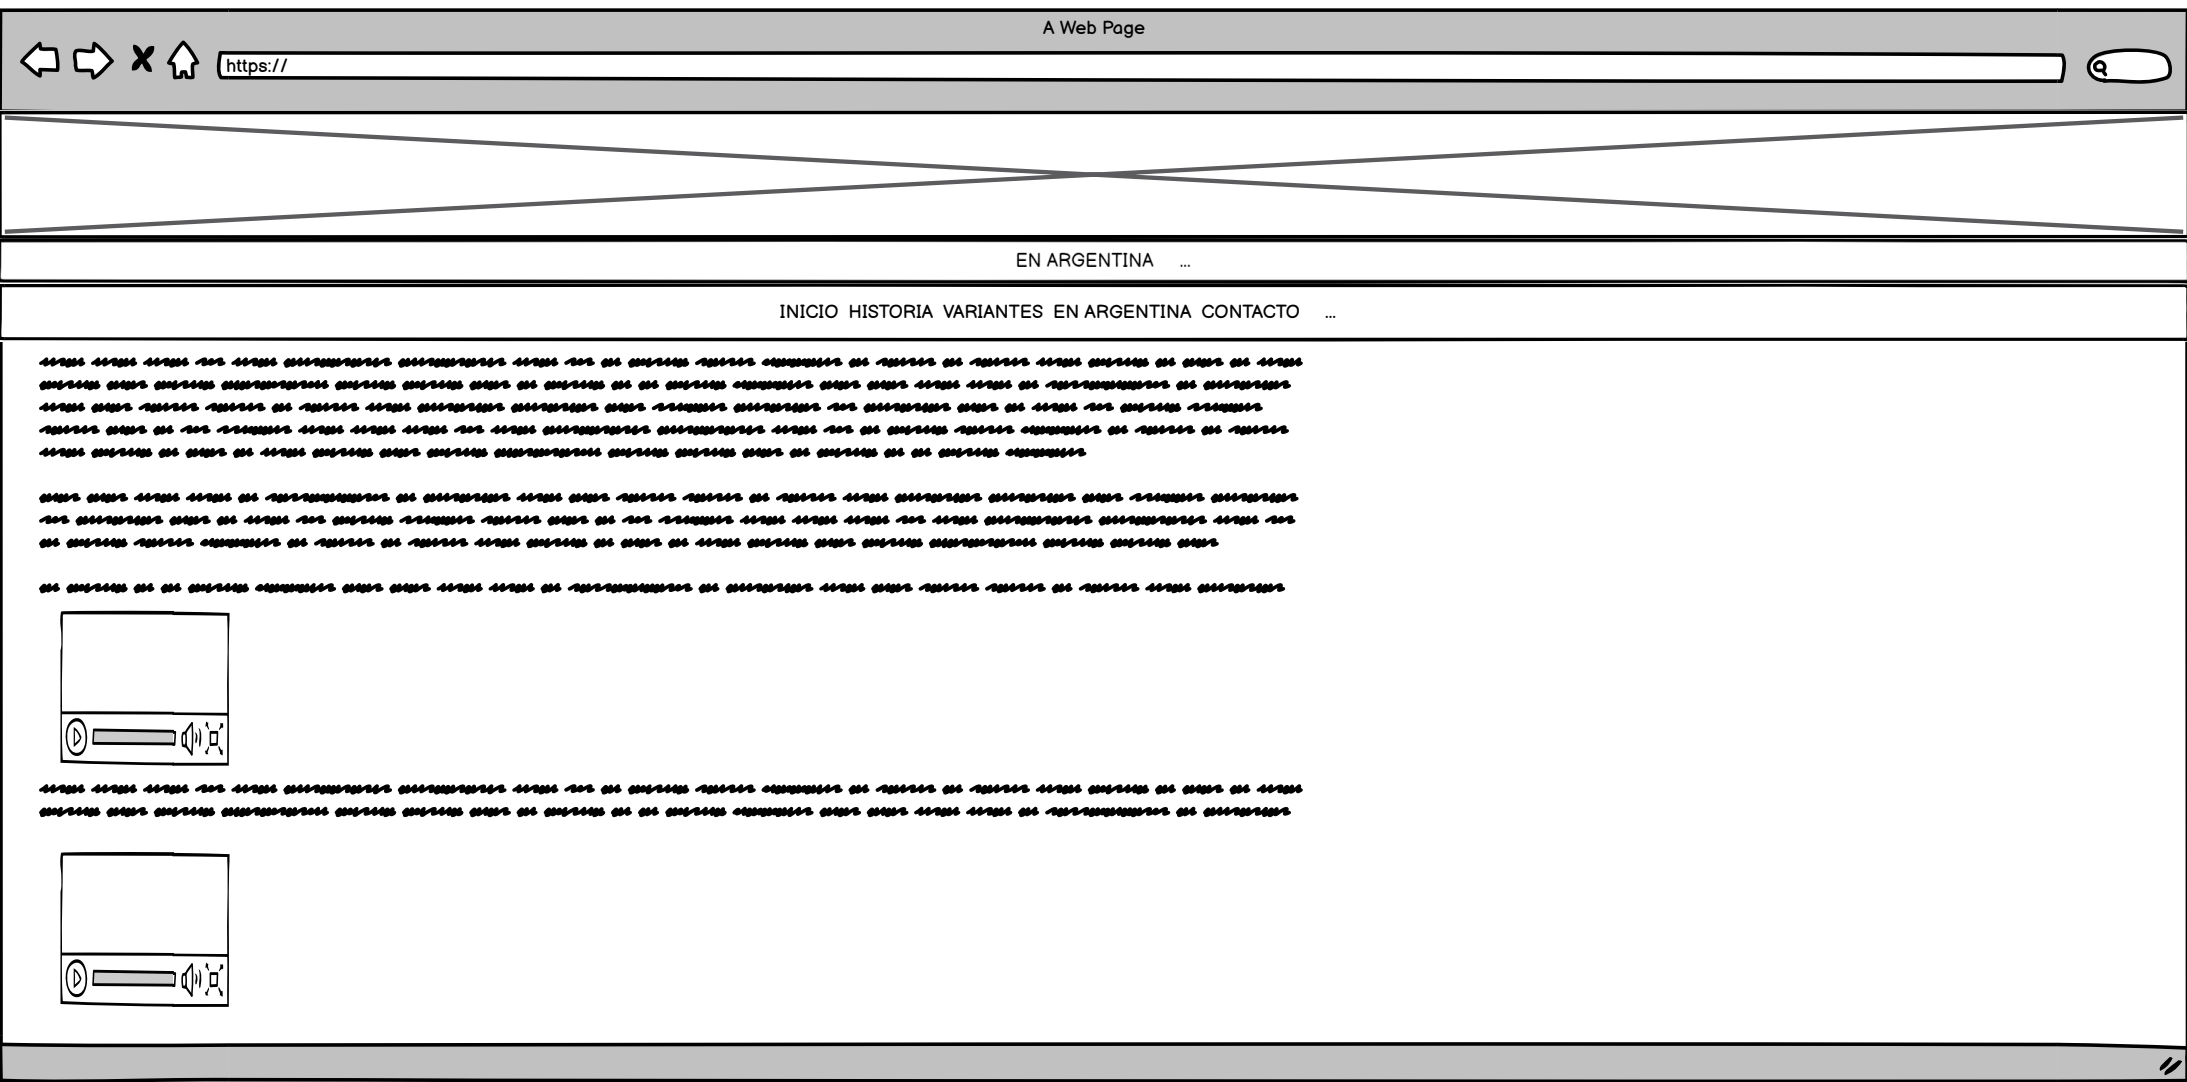 A Web Page
https://
EN ARGENTINA ...
INICIO HISTORIA VARIANTES EN ARGENTINA CONTACTO ...